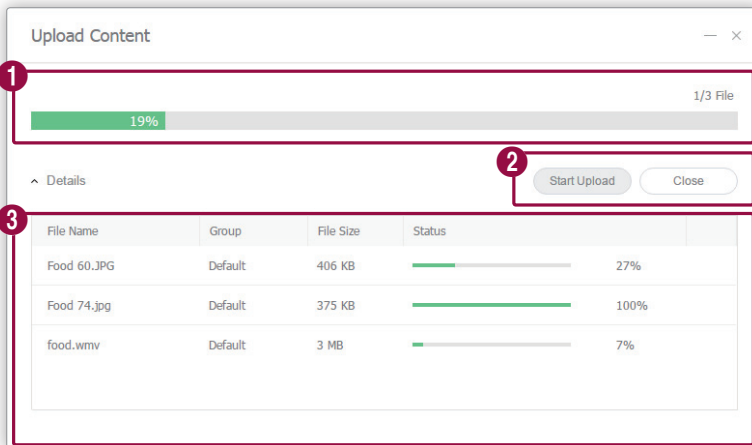 Upload Content
1
1/3 File
19%
2
Details
Start Upload
Close
3
File Name Group File Size Status
Food 60.JPG Default 406 KB 27%
Food 74.jpg Default 375 KB 100%
food.wmv Default 3 MB 7%